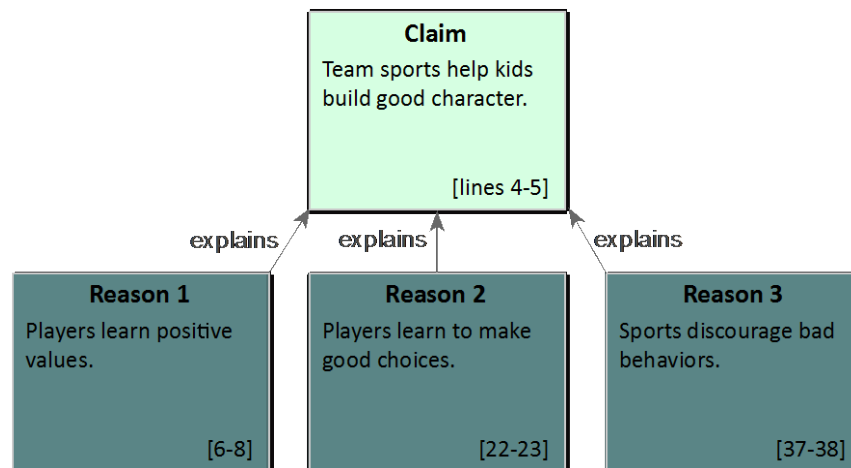 Claim
Team sports help kids
build good character.
[lines 4-5]
explains
explains
explains
Reason 1
Players learn positive
values.
[6-8]
Reason 2
Players learn to make
good choices.
[22-23]
Reason 3
Sports discourage bad
behaviors.
[37-38]